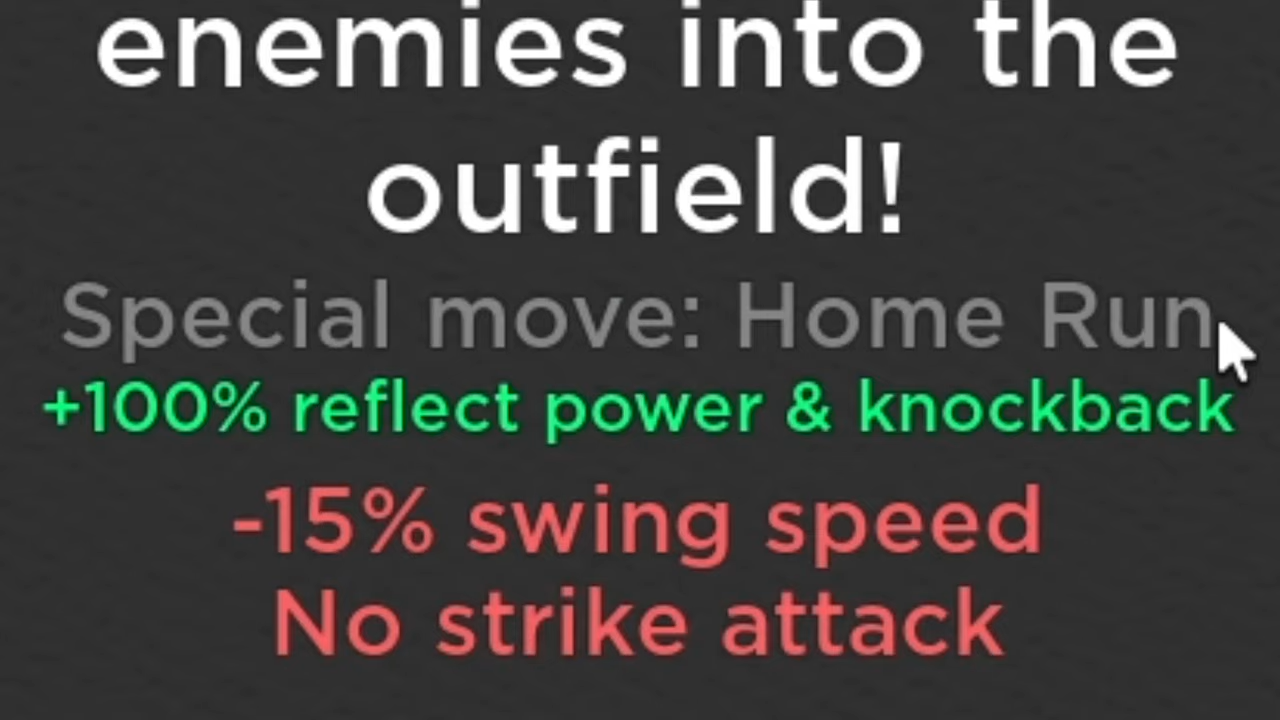 enemies into the
outfield!
Special move: Home Run
+100% reflect power & knockback
-15% swing speed
No strike attack